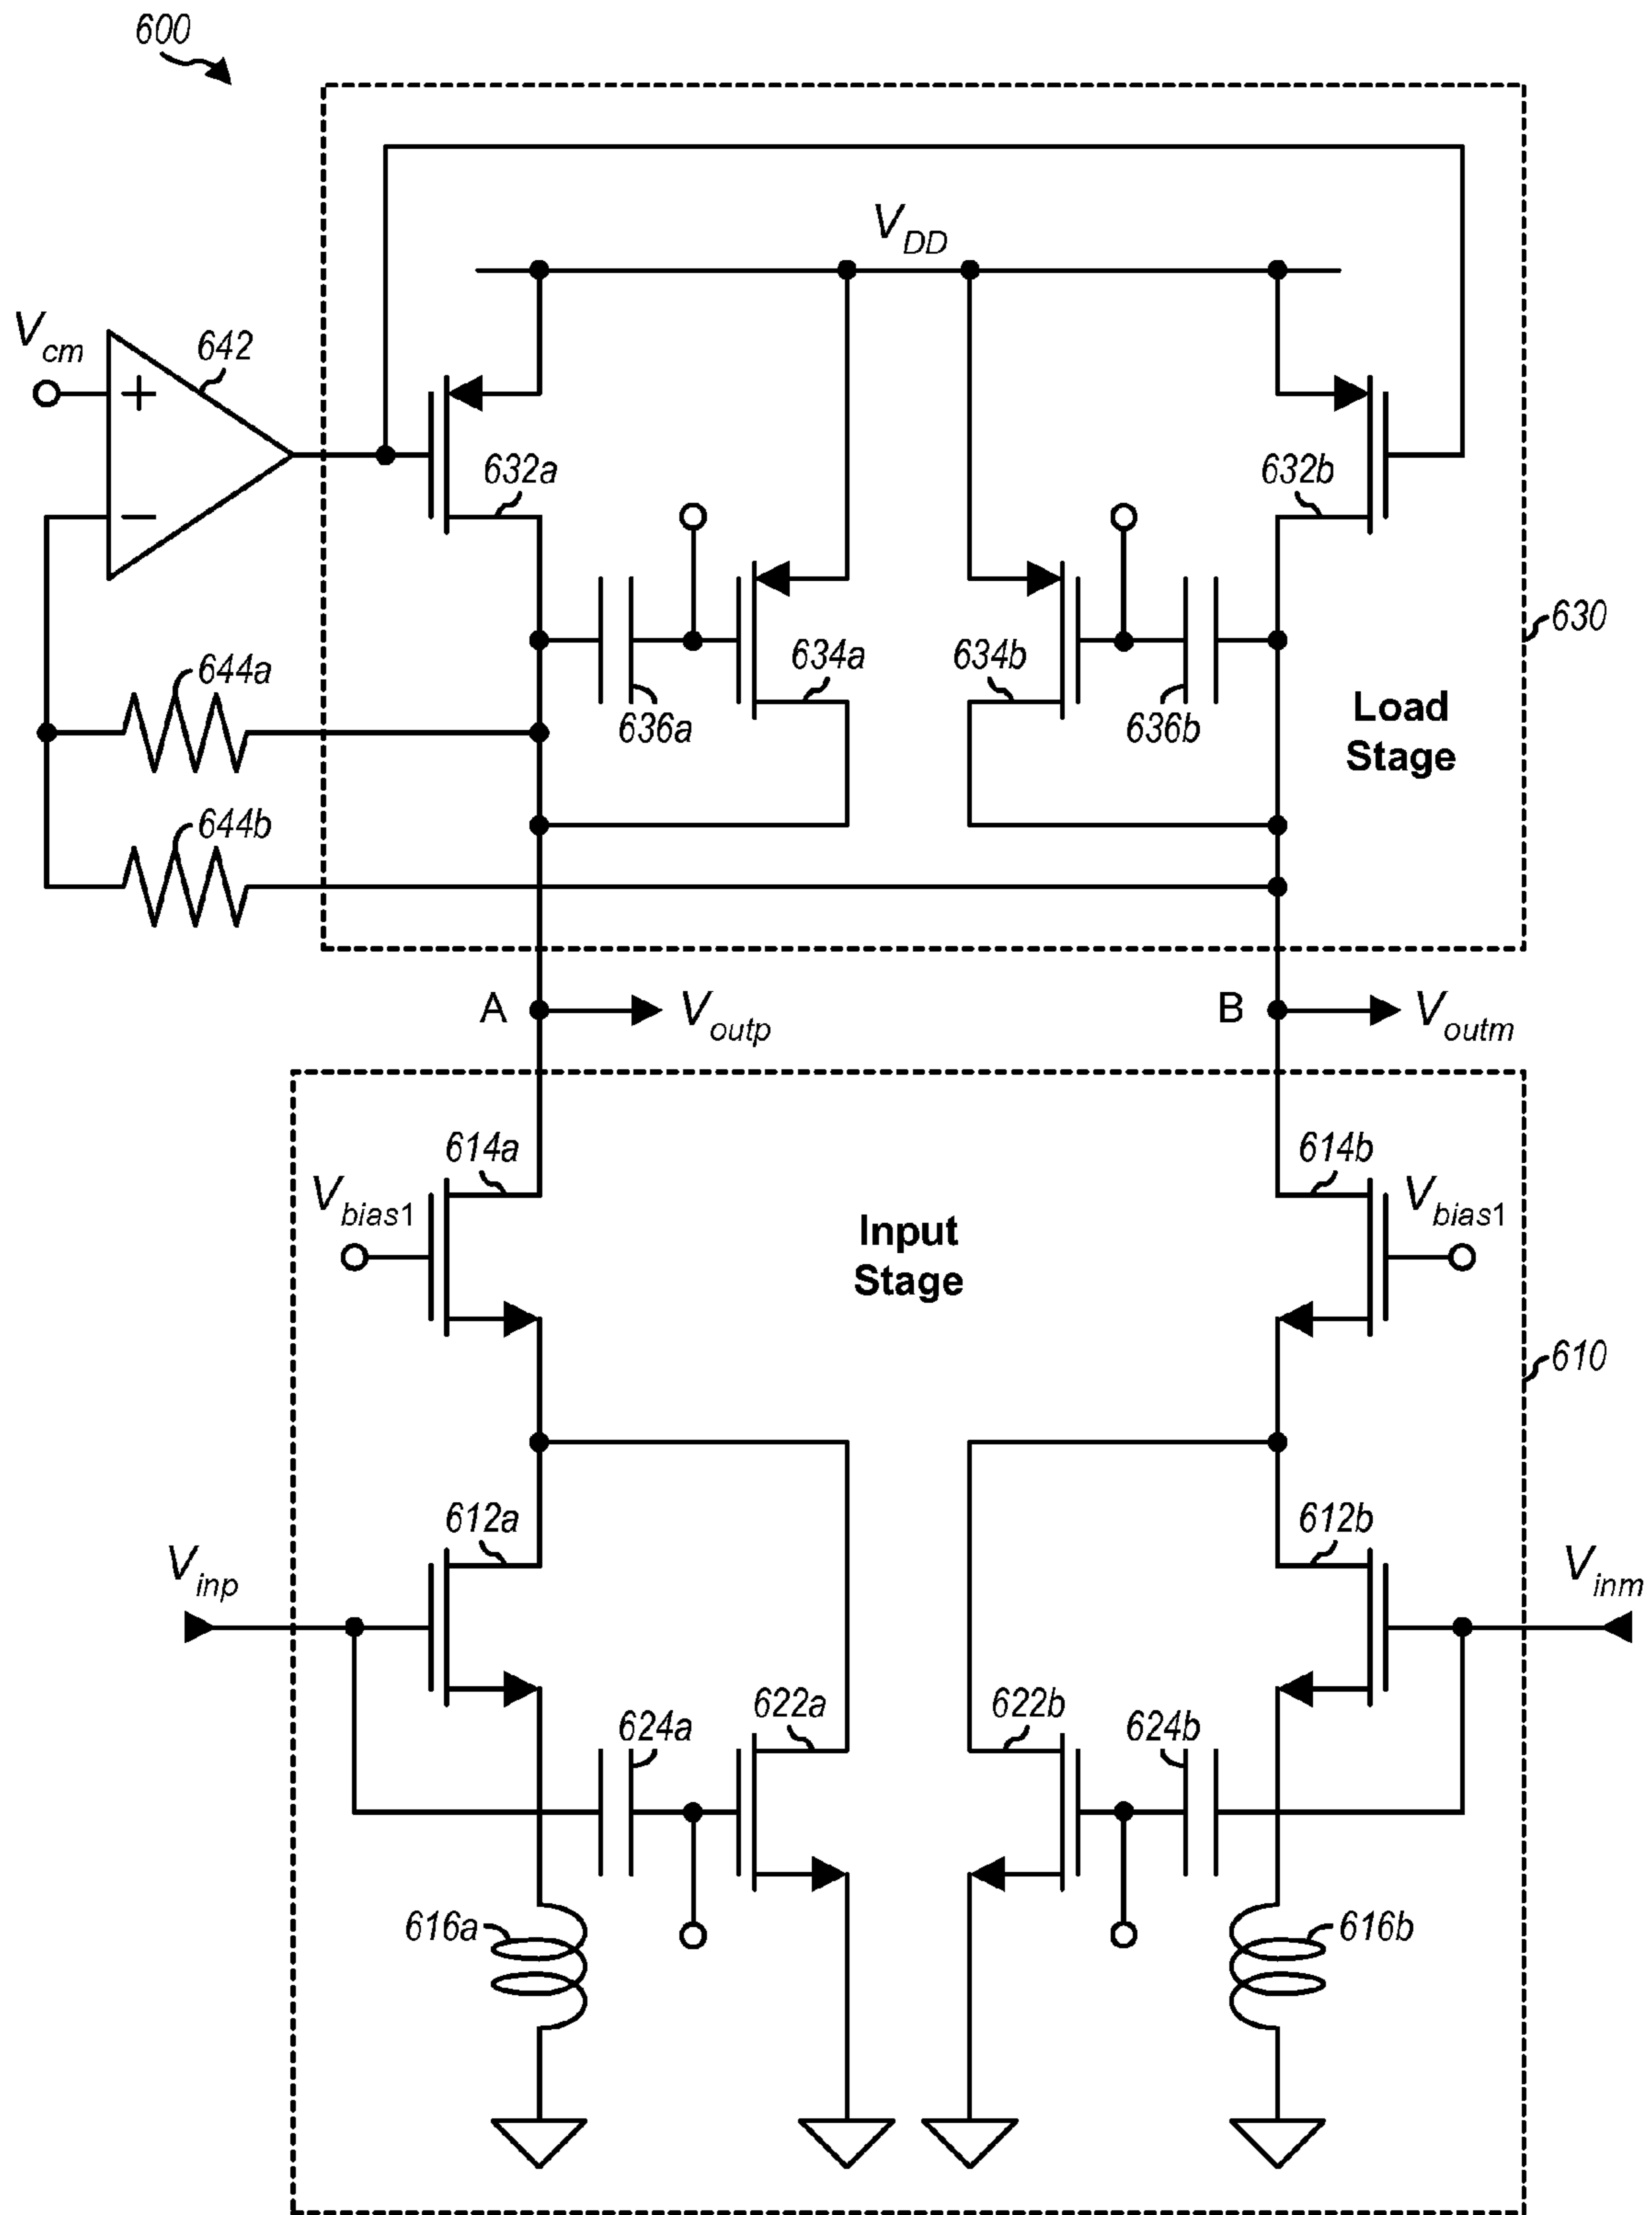 600
V_DD
V_cm
642
+
−
632a
632b
630
644a
634a
634b
636a
636b
Load
Stage
644b
A
V_outp
B
V_outm
614a
614b
V_bias1
V_bias1
Input
Stage
610
612a
612b
V_inp
V_inm
624a
622a
622b
624b
616a
616b